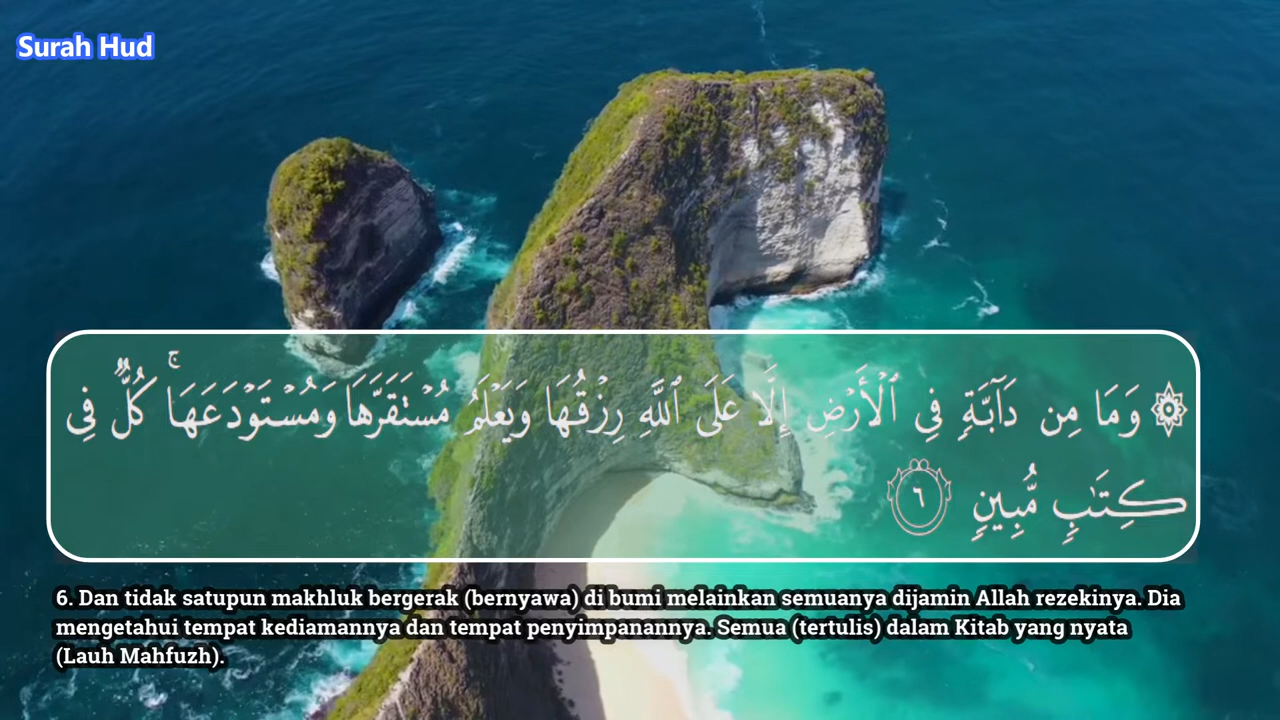 Surah Hud
۞ وَمَا مِن دَآبَّةٍ فِي ٱلْأَرْضِ إِلَّا عَلَى ٱللَّهِ رِزْقُهَا وَيَعْلَمُ مُسْتَقَرَّهَا وَمُسْتَوْدَعَهَاۚ كُلٌّ فِي
كِتَٰبٍ مُّبِينٍ ٦
6. Dan tidak satupun makhluk bergerak (bernyawa) di bumi melainkan semuanya dijamin Allah rezekinya. Dia
mengetahui tempat kediamannya dan tempat penyimpanannya. Semua (tertulis) dalam Kitab yang nyata
(Lauh Mahfuzh).